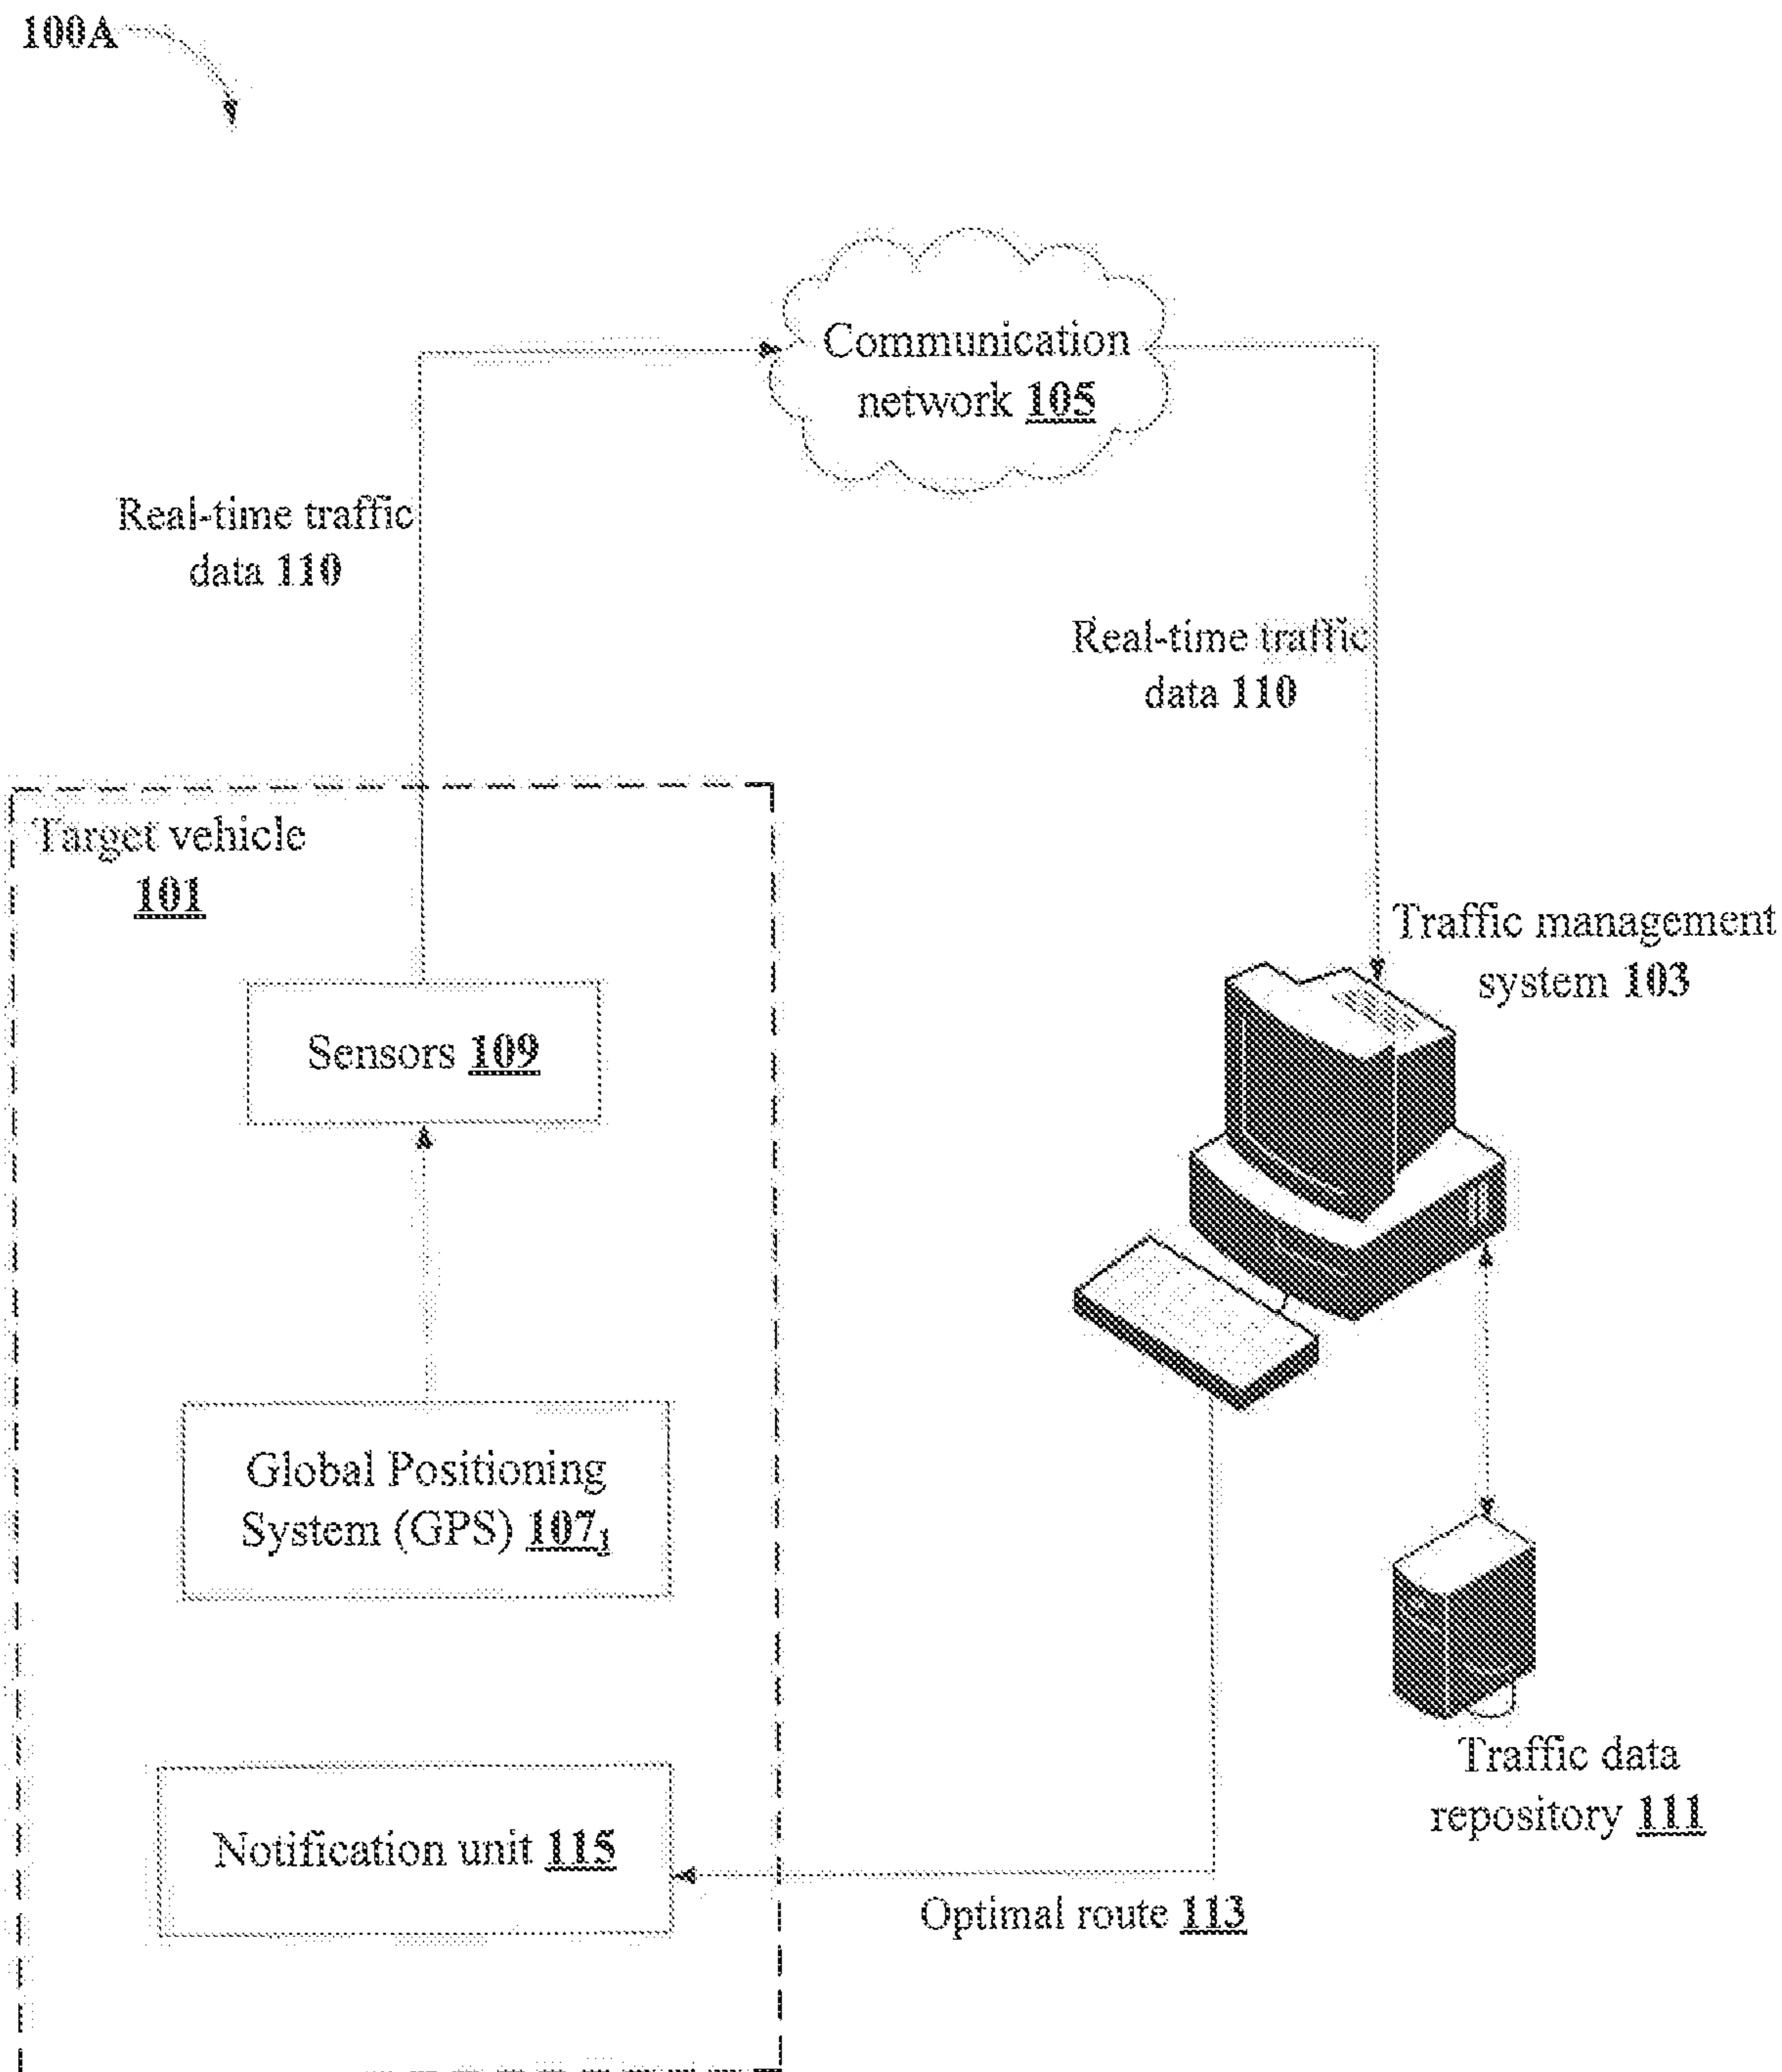 100A
Communication
network 105
Real-time traffic
data 110
Real-time traffic
data 110
Target vehicle
101
Traffic management
system 103
Sensors 109
Global Positioning
System (GPS) 107₁
Traffic data
repository 111
Notification unit 115
Optimal route 113